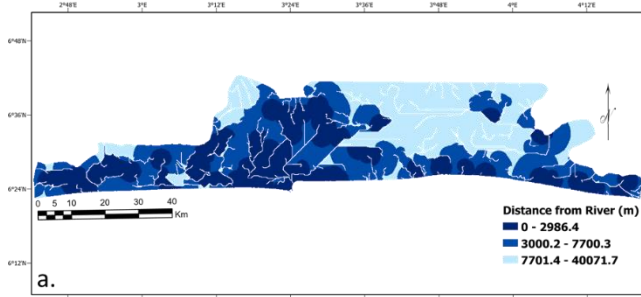 2°48'E 3°E 3°12'E 3°24'E 3°36'E 3°48'E 4°E 4°12'E
6°48'N
6°36'N
6°24'N
6°12'N
0 5 10 20 30 40
Km
Distance from River (m)
0 - 2986.4
3000.2 - 7700.3
7701.4 - 40071.7
a.